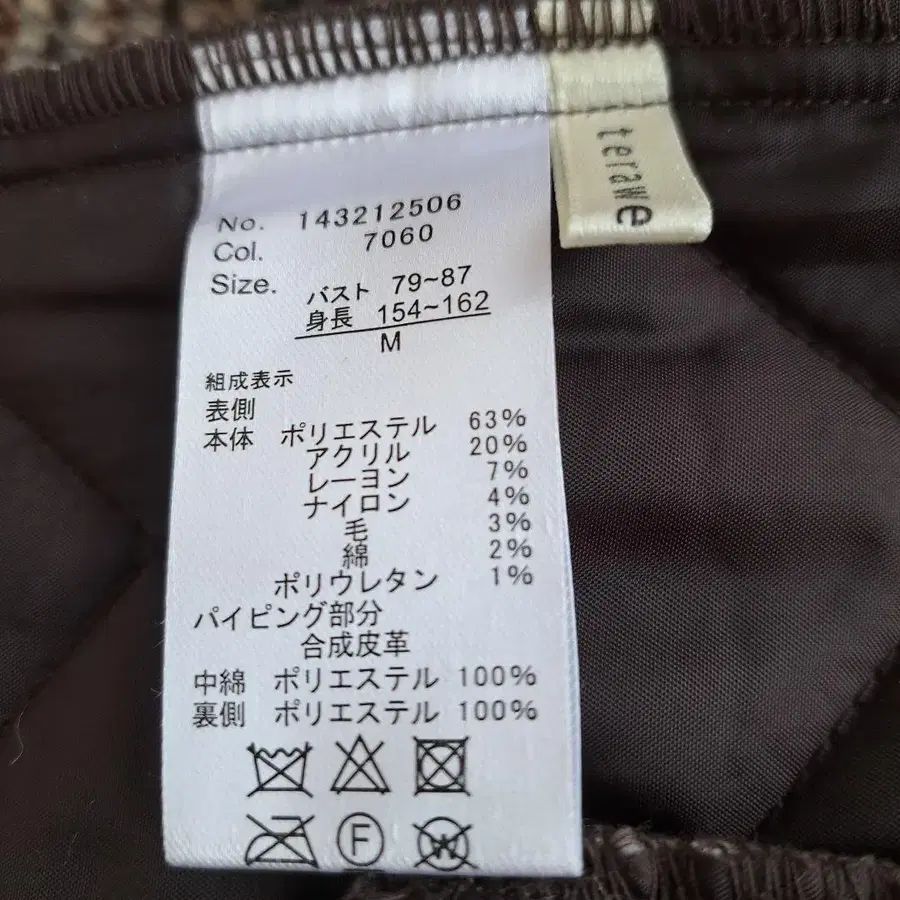 terawe
No. 143212506
Col. 7060
Size. バスト 79~87
身長 154~162
M
組成表示
表側
本体 ポリエステル 63%
アクリル 20%
レーヨン 7%
ナイロン 4%
毛 3%
綿 2%
ポリウレタン 1%
パイピング部分
合成皮革
中綿 ポリエステル 100%
裏側 ポリエステル 100%
F
W